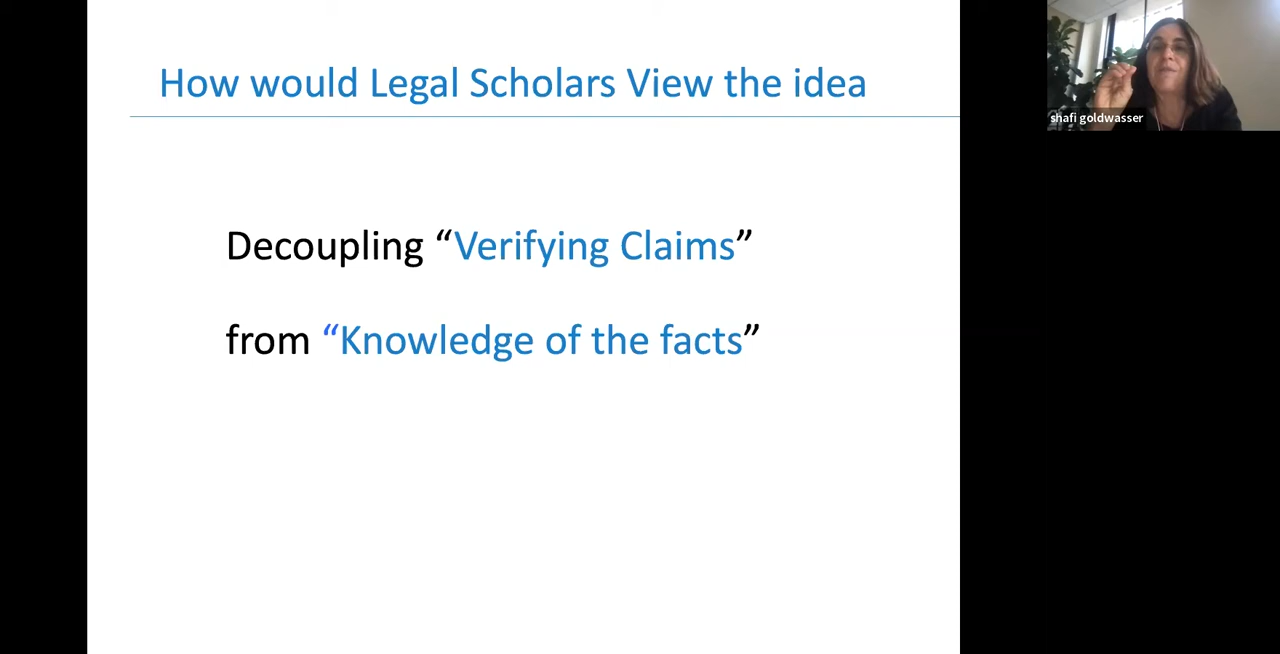 How would Legal Scholars View the idea
shafi goldwasser
Decoupling “Verifying Claims”
from “Knowledge of the facts”